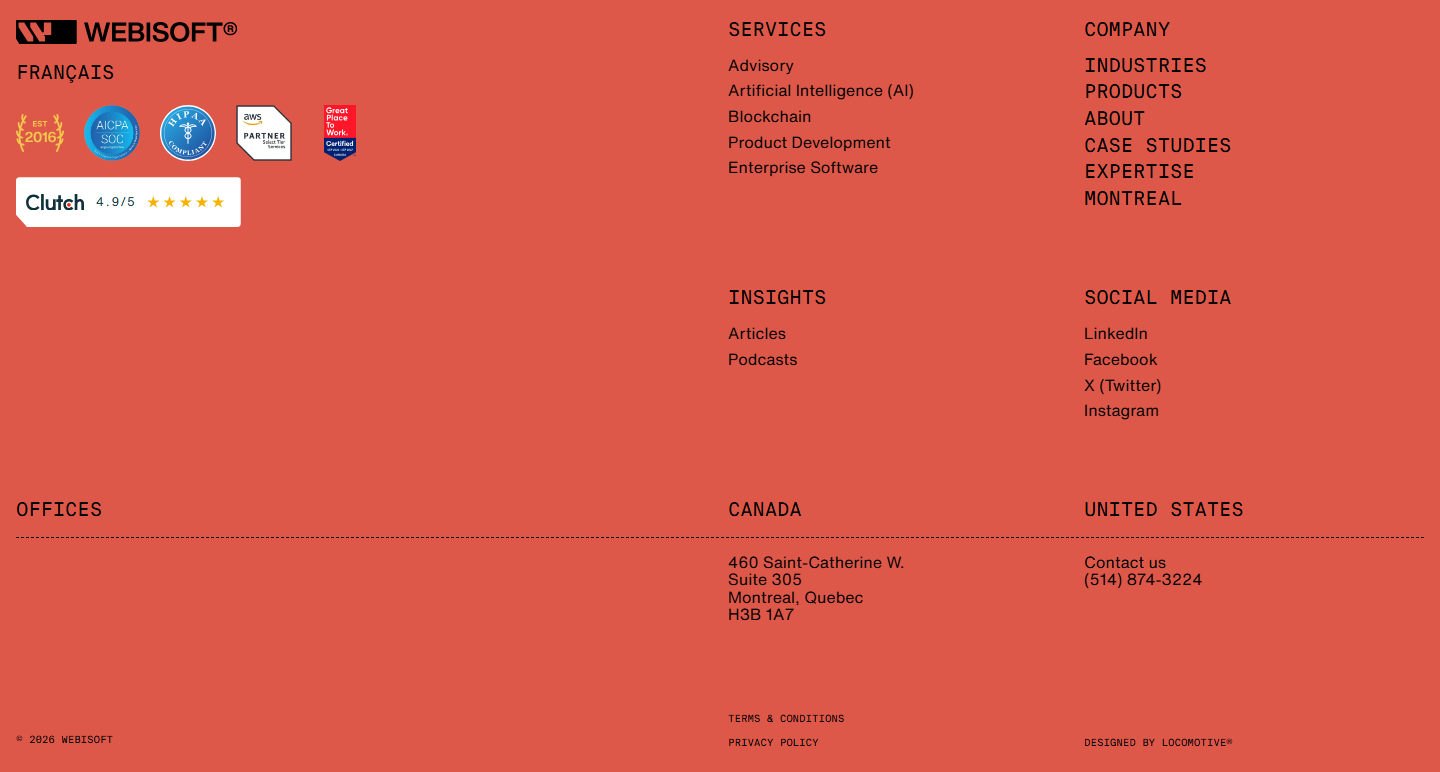 WEBISOFT®
FRANÇAIS
EST
2016
AICPA
SOC
HIPAA
COMPLIANT
aws
PARTNER
Select Tier
Services
Great
Place
To
Work.
Certified
Clutch 4.9/5
SERVICES
Advisory
Artificial Intelligence (AI)
Blockchain
Product Development
Enterprise Software
COMPANY
INDUSTRIES
PRODUCTS
ABOUT
CASE STUDIES
EXPERTISE
MONTREAL
INSIGHTS
Articles
Podcasts
SOCIAL MEDIA
LinkedIn
Facebook
X (Twitter)
Instagram
OFFICES
CANADA
460 Saint-Catherine W.
Suite 305
Montreal, Quebec
H3B 1A7
UNITED STATES
Contact us
(514) 874-3224
© 2026 WEBISOFT
TERMS & CONDITIONS
PRIVACY POLICY
DESIGNED BY LOCOMOTIVE®